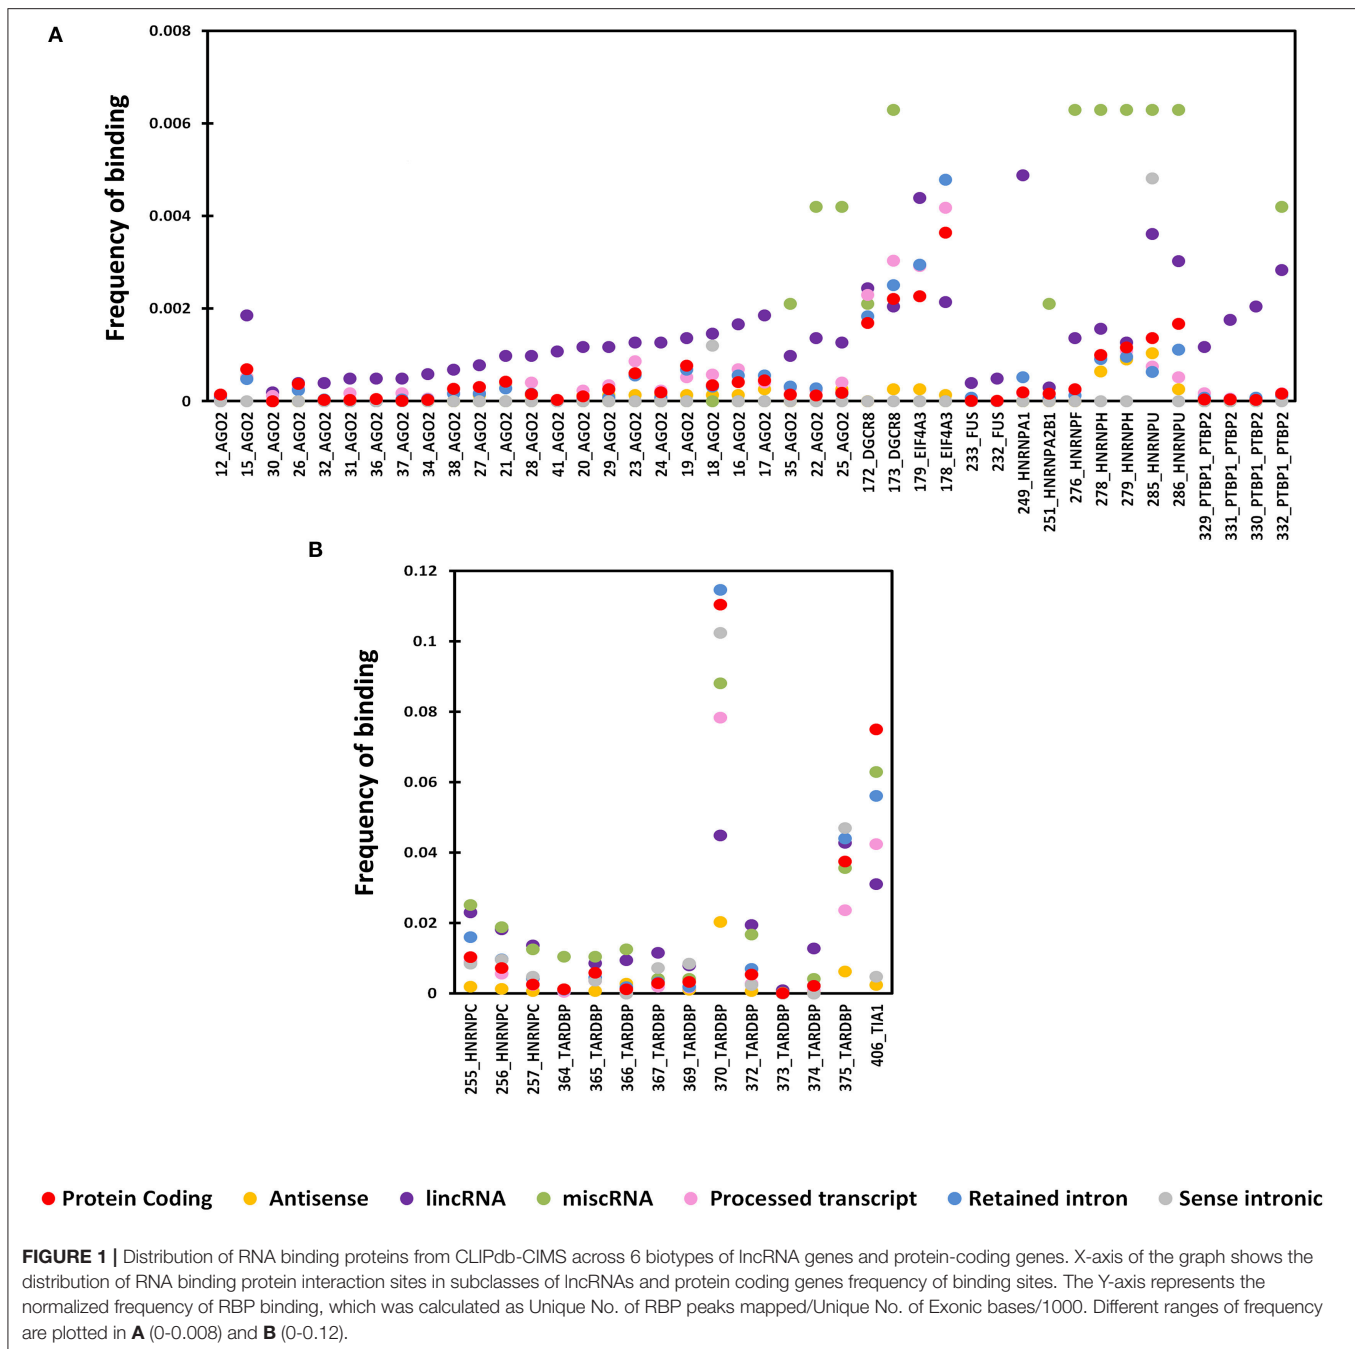 A
0.008
0.006
0.004
0.002
0
Frequency of binding
12_AGO2
15_AGO2
30_AGO2
26_AGO2
32_AGO2
31_AGO2
36_AGO2
37_AGO2
34_AGO2
38_AGO2
27_AGO2
21_AGO2
28_AGO2
41_AGO2
20_AGO2
29_AGO2
23_AGO2
24_AGO2
19_AGO2
18_AGO2
16_AGO2
17_AGO2
35_AGO2
22_AGO2
25_AGO2
172_DGCR8
173_DGCR8
179_EIF4A3
178_EIF4A3
233_FUS
232_FUS
249_HNRNPA1
251_HNRNPA2B1
276_HNRNPF
278_HNRNPH
279_HNRNPH
285_HNRNPU
286_HNRNPU
329_PTBP1_PTBP2
331_PTBP1_PTBP2
330_PTBP1_PTBP2
332_PTBP1_PTBP2
B
0.12
0.1
0.08
0.06
0.04
0.02
0
Frequency of binding
255_HNRNPC
256_HNRNPC
257_HNRNPC
364_TARDBP
365_TARDBP
366_TARDBP
367_TARDBP
369_TARDBP
370_TARDBP
372_TARDBP
373_TARDBP
374_TARDBP
375_TARDBP
406_TIA1
Protein Coding Antisense lincRNA miscRNA Processed transcript Retained intron Sense intronic
FIGURE 1 | Distribution of RNA binding proteins from CLIPdb-CIMS across 6 biotypes of lncRNA genes and protein-coding genes. X-axis of the graph shows the
distribution of RNA binding protein interaction sites in subclasses of lncRNAs and protein coding genes frequency of binding sites. The Y-axis represents the
normalized frequency of RBP binding, which was calculated as Unique No. of RBP peaks mapped/Unique No. of Exonic bases/1000. Different ranges of frequency
are plotted in A (0-0.008) and B (0-0.12).